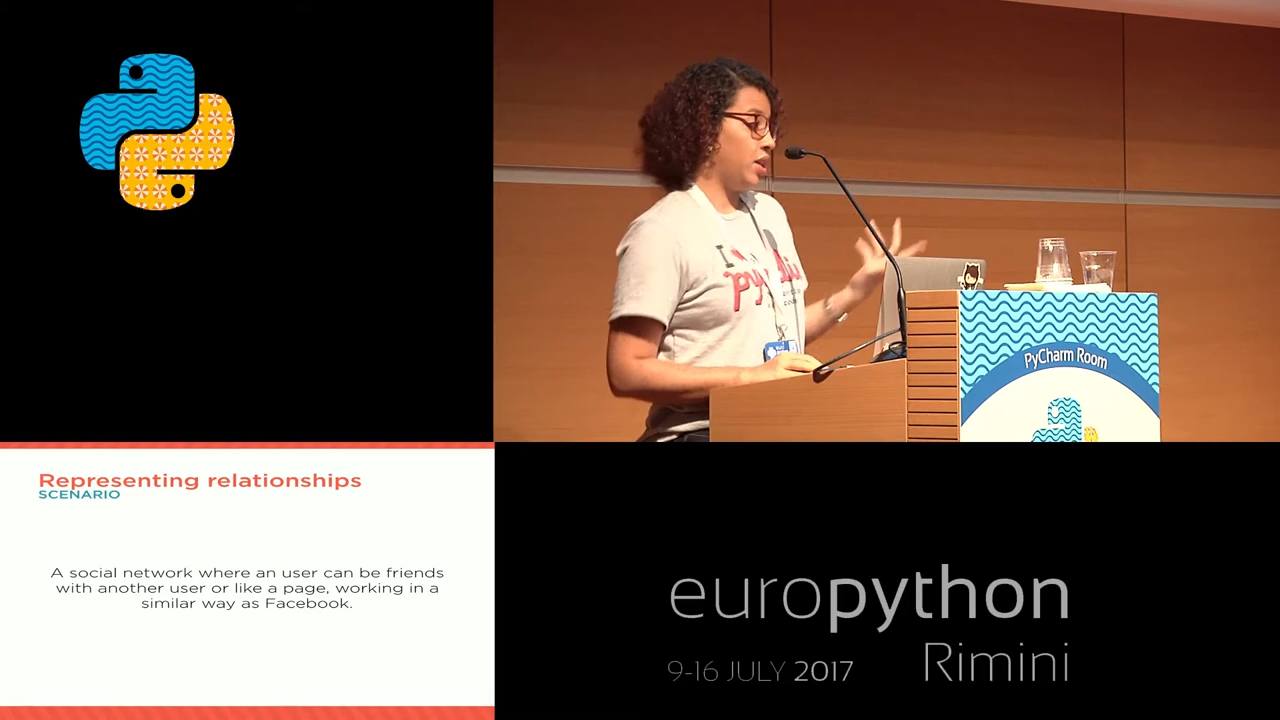 I
PyCharm Room
Representing relationships
SCENARIO
A social network where an user can be friends
with another user or like a page, working in a
similar way as Facebook.
europython
Rimini
9-16 JULY 2017